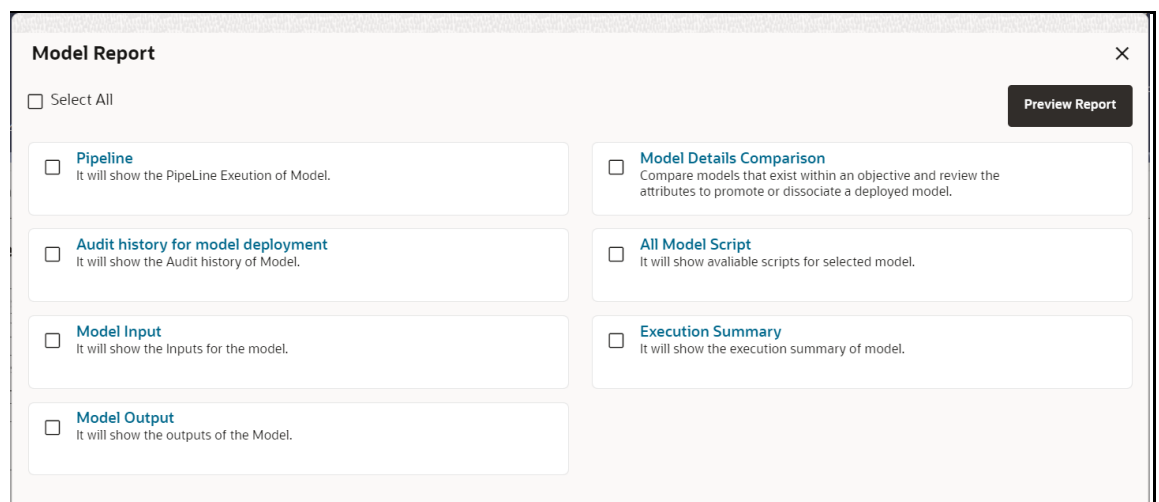 Model Report
Select All
Preview Report
Pipeline
It will show the PipeLine Exeution of Model.
Model Details Comparison
Compare models that exist within an objective and review the
attributes to promote or dissociate a deployed model.
Audit history for model deployment
It will show the Audit history of Model.
All Model Script
It will show avaliable scripts for selected model.
Model Input
It will show the Inputs for the model.
Execution Summary
It will show the execution summary of model.
Model Output
It will show the outputs of the Model.